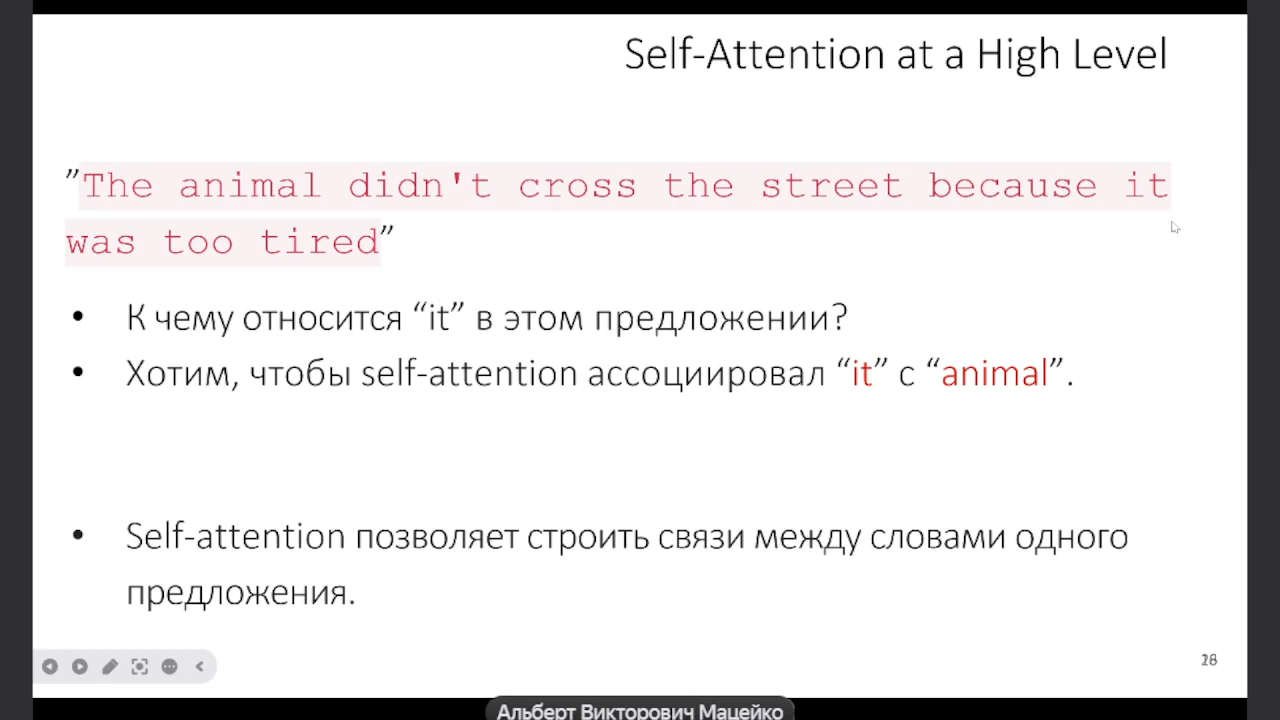 Self-Attention at a High Level
”The animal didn't cross the street because it
was too tired”
• К чему относится “it” в этом предложении?
• Хотим, чтобы self-attention ассоциировал “it” с “animal”.
• Self-attention позволяет строить связи между словами одного
предложения.
Альберт Викторович Мацейко